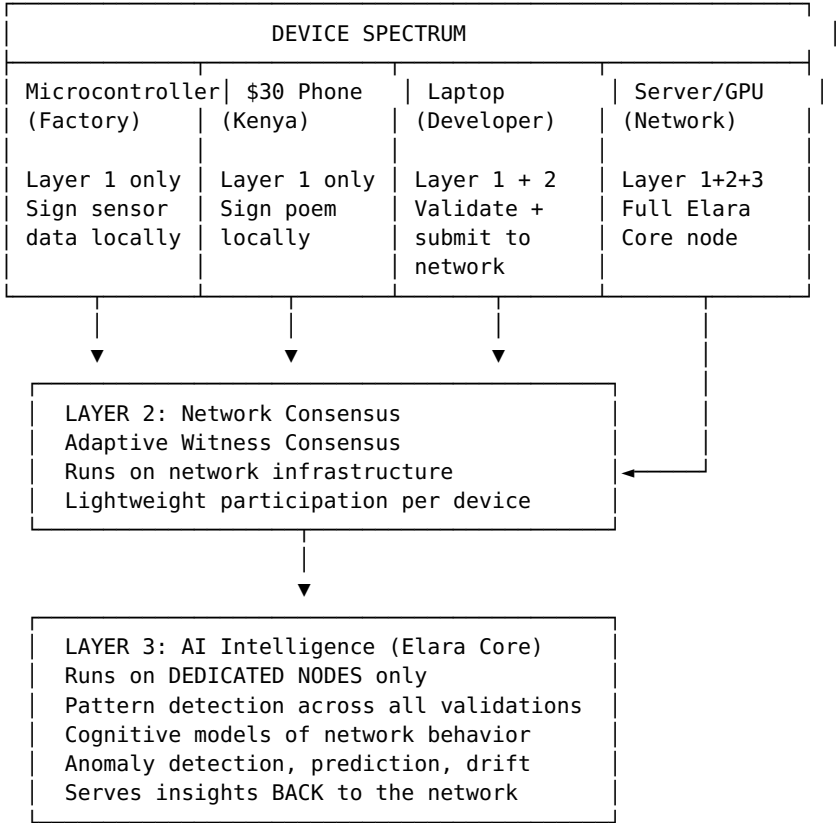 DEVICE SPECTRUM
Microcontroller $30 Phone Laptop Server/GPU
(Factory) (Kenya) (Developer) (Network)
Layer 1 only Layer 1 only Layer 1 + 2 Layer 1+2+3
Sign sensor Sign poem Validate + Full Elara
data locally locally submit to Core node
network
LAYER 2: Network Consensus
Adaptive Witness Consensus
Runs on network infrastructure
Lightweight participation per device
LAYER 3: AI Intelligence (Elara Core)
Runs on DEDICATED NODES only
Pattern detection across all validations
Cognitive models of network behavior
Anomaly detection, prediction, drift
Serves insights BACK to the network